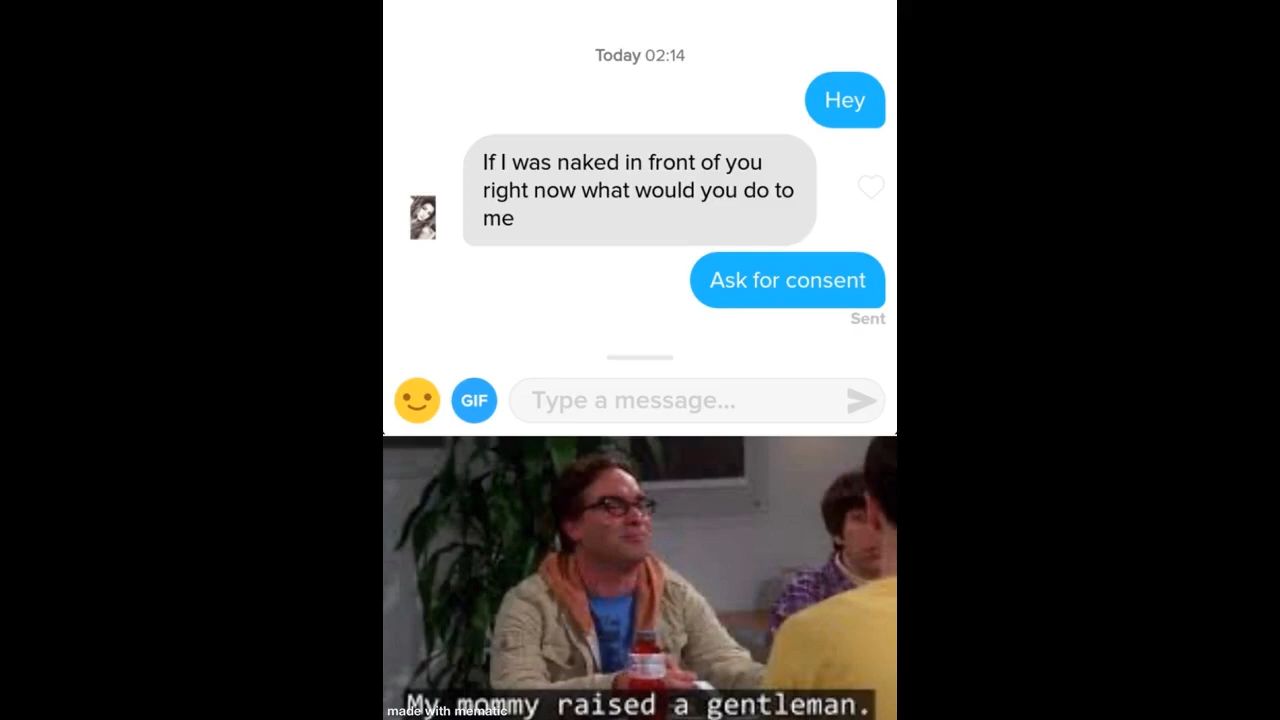 Today 02:14
Hey
If I was naked in front of you
right now what would you do to
me
Ask for consent
Sent
GIF
Type a message...
My mommy raised a gentleman.
made with mematic